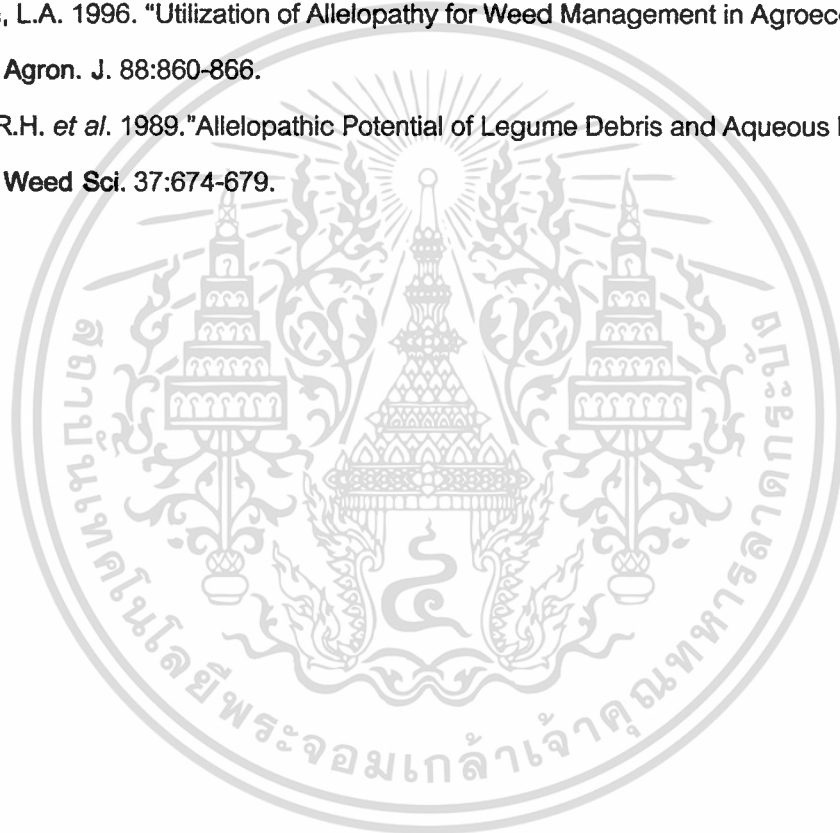 , L.A. 1996. “Utilization of Allelopathy for Weed Management in Agroec
Agron. J. 88:860-866.
R.H. et al. 1989."Allelopathic Potential of Legume Debris and Aqueous
Weed Sci. 37:674-679.
สถาบันเทคโนโลยีพระจอมเกล้าเจ้าคุณทหารลาดกระบัง